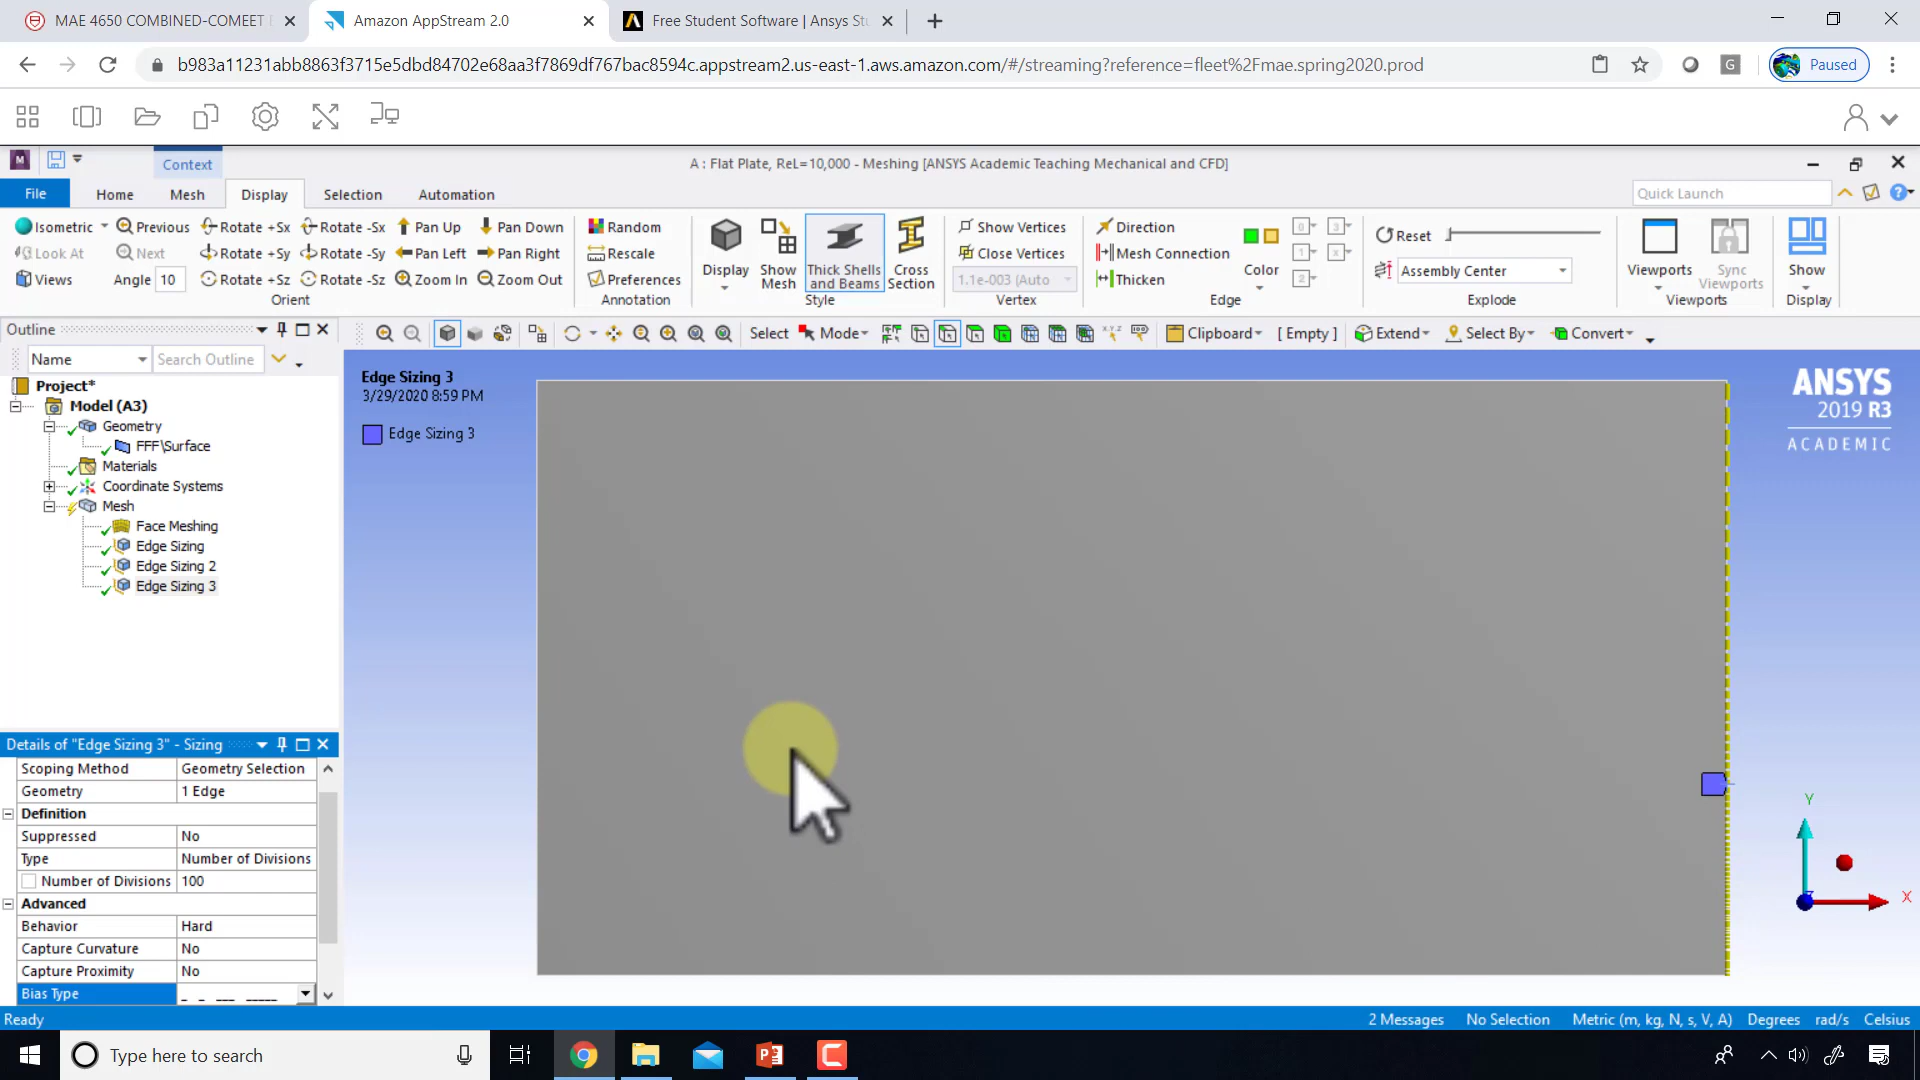 MAE 4650 COMBINED-COMEET
Amazon AppStream 2.0
Free Student Software | Ansys Stu
b983a11231abb8863f3715e5dbd84702e68aa3f7869df767bac8594c.appstream2.us-east-1.aws.amazon.com/#/streaming?reference=fleet%2Fmae.spring2020.prod
G
Paused
M
Context
A : Flat Plate, ReL=10,000 - Meshing [ANSYS Academic Teaching Mechanical and CFD]
File
Home
Mesh
Display
Selection
Automation
Quick Launch
Isometric
Previous
Rotate +Sx
Rotate -Sx
Pan Up
Pan Down
Look At
Next
Rotate +Sy
Rotate -Sy
Pan Left
Pan Right
Views
Angle 10
Rotate +Sz
Rotate -Sz
Zoom In
Zoom Out
Orient
Random
Rescale
Preferences
Annotation
Display
Show Mesh
Thick Shells and Beams
Cross Section
Style
Show Vertices
Close Vertices
1.1e-003 (Auto
Vertex
Direction
Mesh Connection
Thicken
Color
Edge
Reset
Assembly Center
Explode
Viewports
Sync Viewports
Viewports
Show
Display
Outline
Name
Search Outline
Select
Mode
Clipboard
[ Empty ]
Extend
Select By
Convert
Project*
Model (A3)
Geometry
FFF\Surface
Materials
Coordinate Systems
Mesh
Face Meshing
Edge Sizing
Edge Sizing 2
Edge Sizing 3
Edge Sizing 3
3/29/2020 8:59 PM
Edge Sizing 3
ANSYS
2019 R3
ACADEMIC
Y
X
Details of "Edge Sizing 3" - Sizing
Scoping Method Geometry Selection
Geometry 1 Edge
Definition
Suppressed No
Type Number of Divisions
Number of Divisions 100
Advanced
Behavior Hard
Capture Curvature No
Capture Proximity No
Bias Type
Ready
2 Messages
No Selection
Metric (m, kg, N, s, V, A)
Degrees
rad/s
Celsius
Type here to search